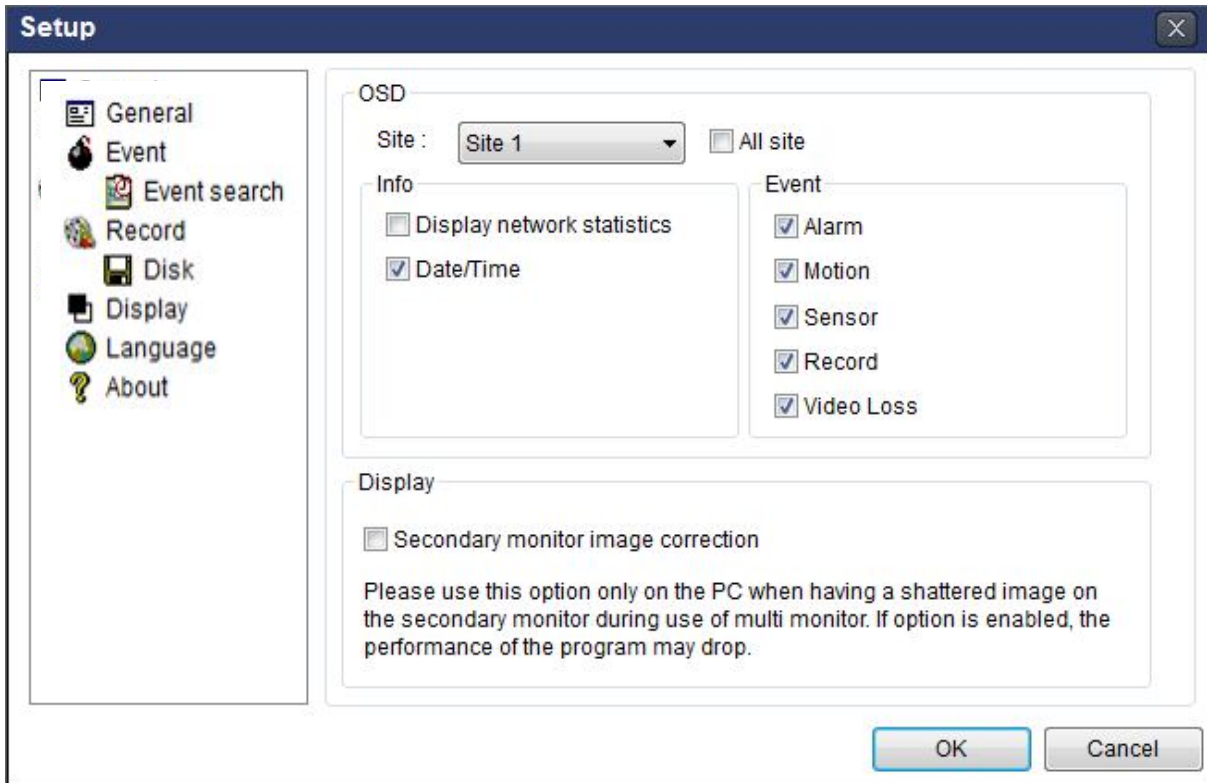 Setup
General
Event
Event search
Record
Disk
Display
Language
About
OSD
Site :
Site 1
All site
Info
Display network statistics
Date/Time
Event
Alarm
Motion
Sensor
Record
Video Loss
Display
Secondary monitor image correction
Please use this option only on the PC when having a shattered image on
the secondary monitor during use of multi monitor. If option is enabled, the
performance of the program may drop.
OK
Cancel